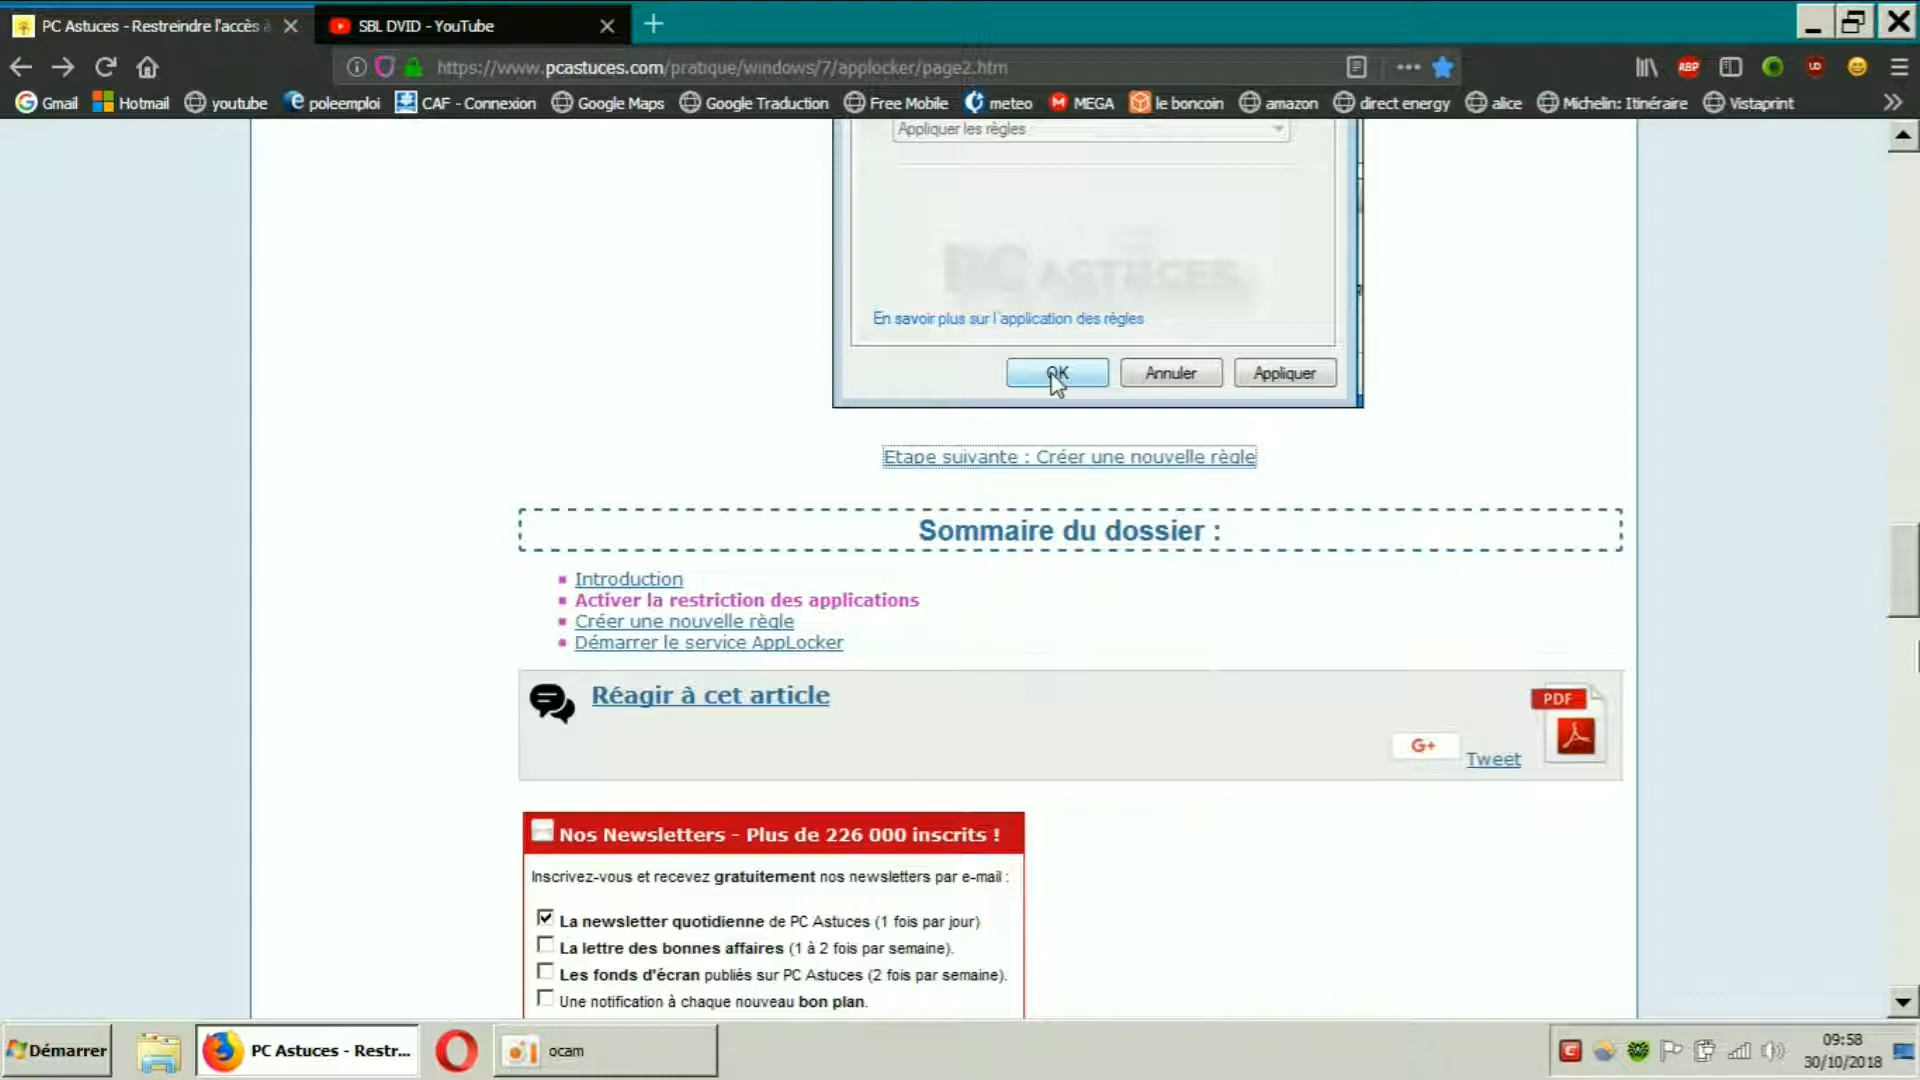 PC Astuces - Restreindre l'accès à
SBL DVID - YouTube
https://www.pcastuces.com/pratique/windows/7/applocker/page2.htm
ABP
UD
Gmail
Hotmail
youtube
poleemploi
CAF - Connexion
Google Maps
Google Traduction
Free Mobile
meteo
MEGA
le boncoin
amazon
direct energy
alice
Michelin: Itinéraire
Vistaprint
Appliquer les règles
PC ASTUCES
En savoir plus sur l'application des règles
OK
Annuler
Appliquer
Etape suivante : Créer une nouvelle règle
Sommaire du dossier :
Introduction
Activer la restriction des applications
Créer une nouvelle règle
Démarrer le service AppLocker
Réagir à cet article
PDF
G+
Tweet
Nos Newsletters - Plus de 226 000 inscrits !
Inscrivez-vous et recevez gratuitement nos newsletters par e-mail :
La newsletter quotidienne de PC Astuces (1 fois par jour)
La lettre des bonnes affaires (1 à 2 fois par semaine).
Les fonds d'écran publiés sur PC Astuces (2 fois par semaine).
Une notification à chaque nouveau bon plan.
Démarrer
PC Astuces - Restr...
ocam
09:58
30/10/2018